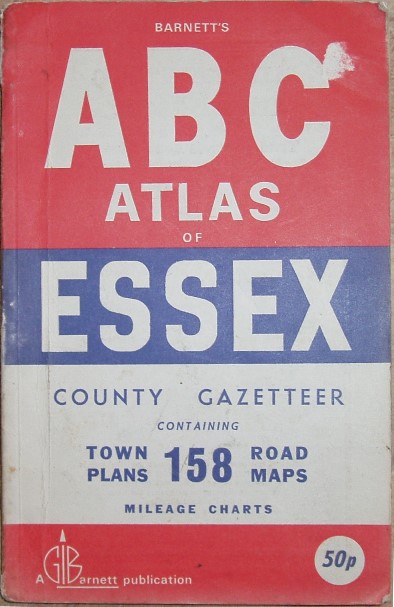 BARNETT'S
ABC
ATLAS
OF
ESSEX
COUNTY GAZETTEER
CONTAINING
TOWN PLANS 158 ROAD MAPS
MILEAGE CHARTS
50p
A GIBarnett publication